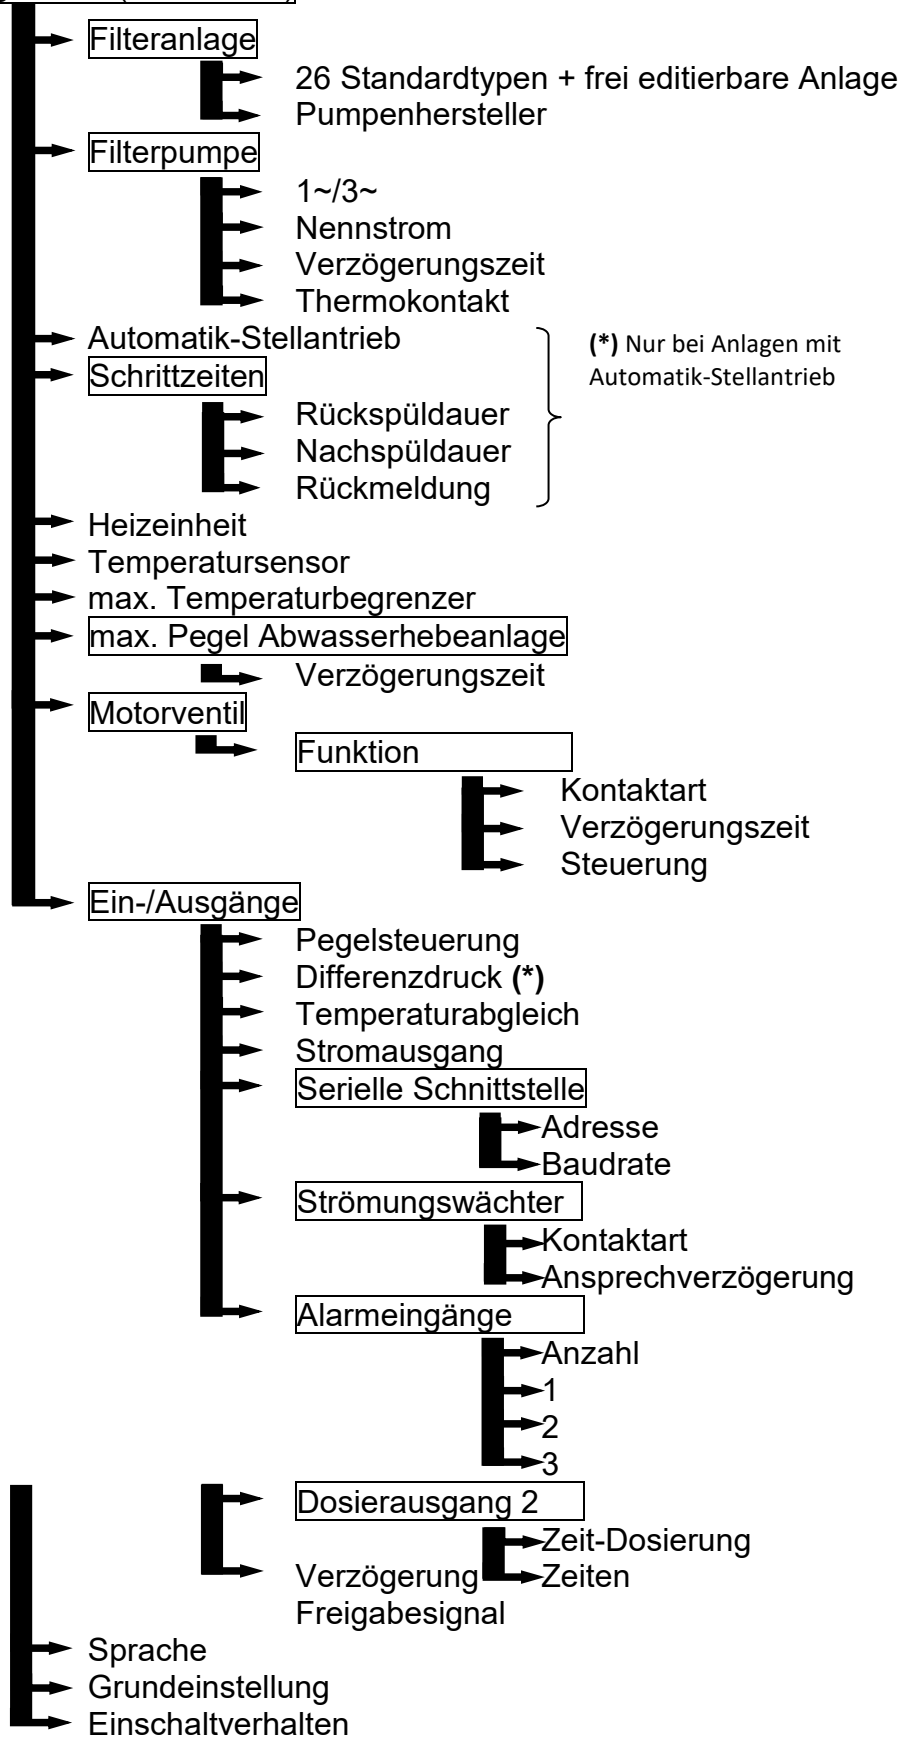 Filteranlage
26 Standardtypen + frei editierbare Anlage
Pumpenhersteller
Filterpumpe
1~/3~
Nennstrom
Verzögerungszeit
Thermokontakt
Automatik-Stellantrieb
(*) Nur bei Anlagen mit
Automatik-Stellantrieb
Schrittzeiten
Rückspüldauer
Nachspüldauer
Rückmeldung
Heizeinheit
Temperatursensor
max. Temperaturbegrenzer
max. Pegel Abwasserhebeanlage
Verzögerungszeit
Motorventil
Funktion
Kontaktart
Verzögerungszeit
Steuerung
Ein-/Ausgänge
Pegelsteuerung
Differenzdruck (*)
Temperaturabgleich
Stromausgang
Serielle Schnittstelle
Adresse
Baudrate
Strömungswächter
Kontaktart
Ansprechverzögerung
Alarmeingänge
Anzahl
1
2
3
Dosierausgang 2
Zeit-Dosierung
Zeiten
Verzögerung
Freigabesignal
Sprache
Grundeinstellung
Einschaltverhalten